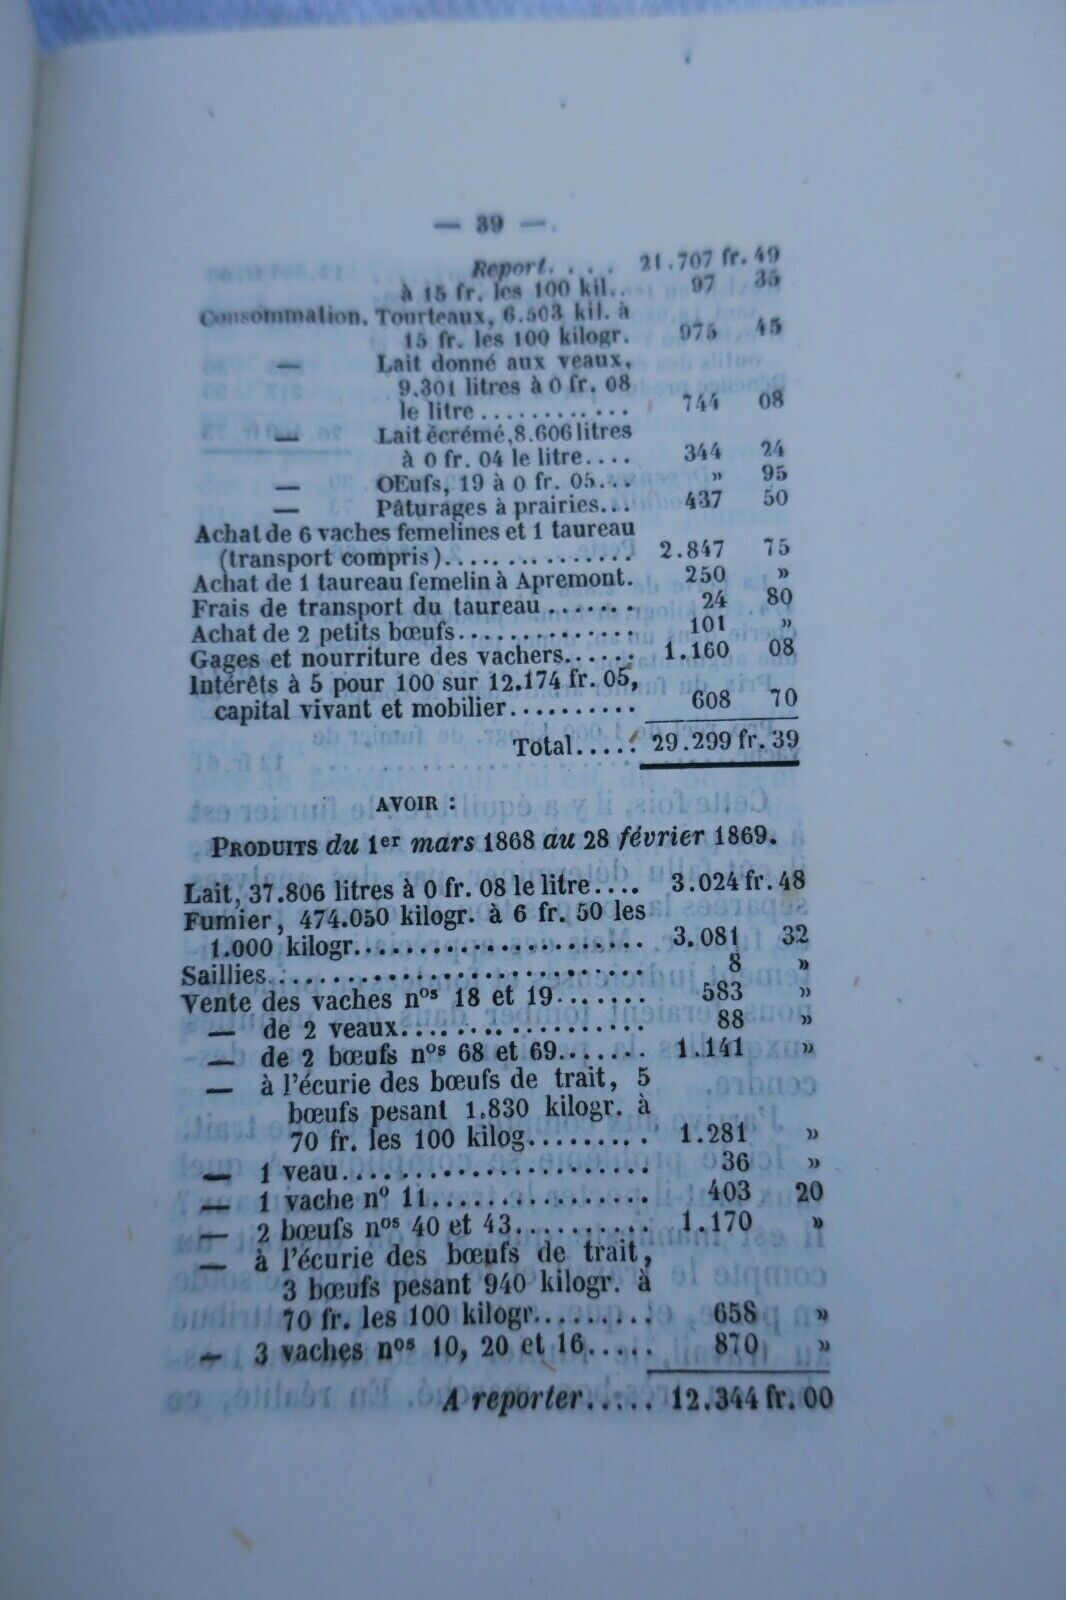 — 39 —
Report. . . . 21.707 fr. 49
à 15 fr. les 100 kil.. 97 35
Consommation. Tourteaux, 6.503 kil. à
15 fr. les 100 kilogr. 975 45
— Lait donné aux veaux,
9.301 litres à 0 fr. 08
le litre ............ 744 08
— Lait écrémé, 8.606 litres
à 0 fr. 04 le litre.... 344 24
— OEufs, 19 à 0 fr. 05... » 95
— Pâturages à prairies... 437 50
Achat de 6 vaches femelines et 1 taureau
(transport compris)............... 2.847 75
Achat de 1 taureau femelin à Apremont. 250 »
Frais de transport du taureau ....... 24 80
Achat de 2 petits bœufs............. 101 »
Gages et nourriture des vachers...... 1.160 08
Intérêts à 5 pour 100 sur 12.174 fr. 05,
capital vivant et mobilier.......... 608 70
Total..... 29.299 fr. 39
AVOIR :
PRODUITS du 1er mars 1868 au 28 février 1869.
Lait, 37.806 litres à 0 fr. 08 le litre.... 3.024 fr. 48
Fumier, 474.050 kilogr. à 6 fr. 50 les
1.000 kilogr....................... 3.081 32
Saillies............................ 8 »
Vente des vaches nos 18 et 19....... 583 »
— de 2 veaux................... 88 »
— de 2 bœufs nos 68 et 69....... 1.141 »
— à l'écurie des bœufs de trait, 5
bœufs pesant 1.830 kilogr. à
70 fr. les 100 kilog.......... 1.281 »
— 1 veau....................... 36 »
— 1 vache no 11................. 403 20
— 2 bœufs nos 40 et 43.......... 1.170 »
— à l'écurie des bœufs de trait,
3 bœufs pesant 940 kilogr. à
70 fr. les 100 kilogr......... 658 »
— 3 vaches nos 10, 20 et 16..... 870 »
A reporter..... 12.344 fr. 00